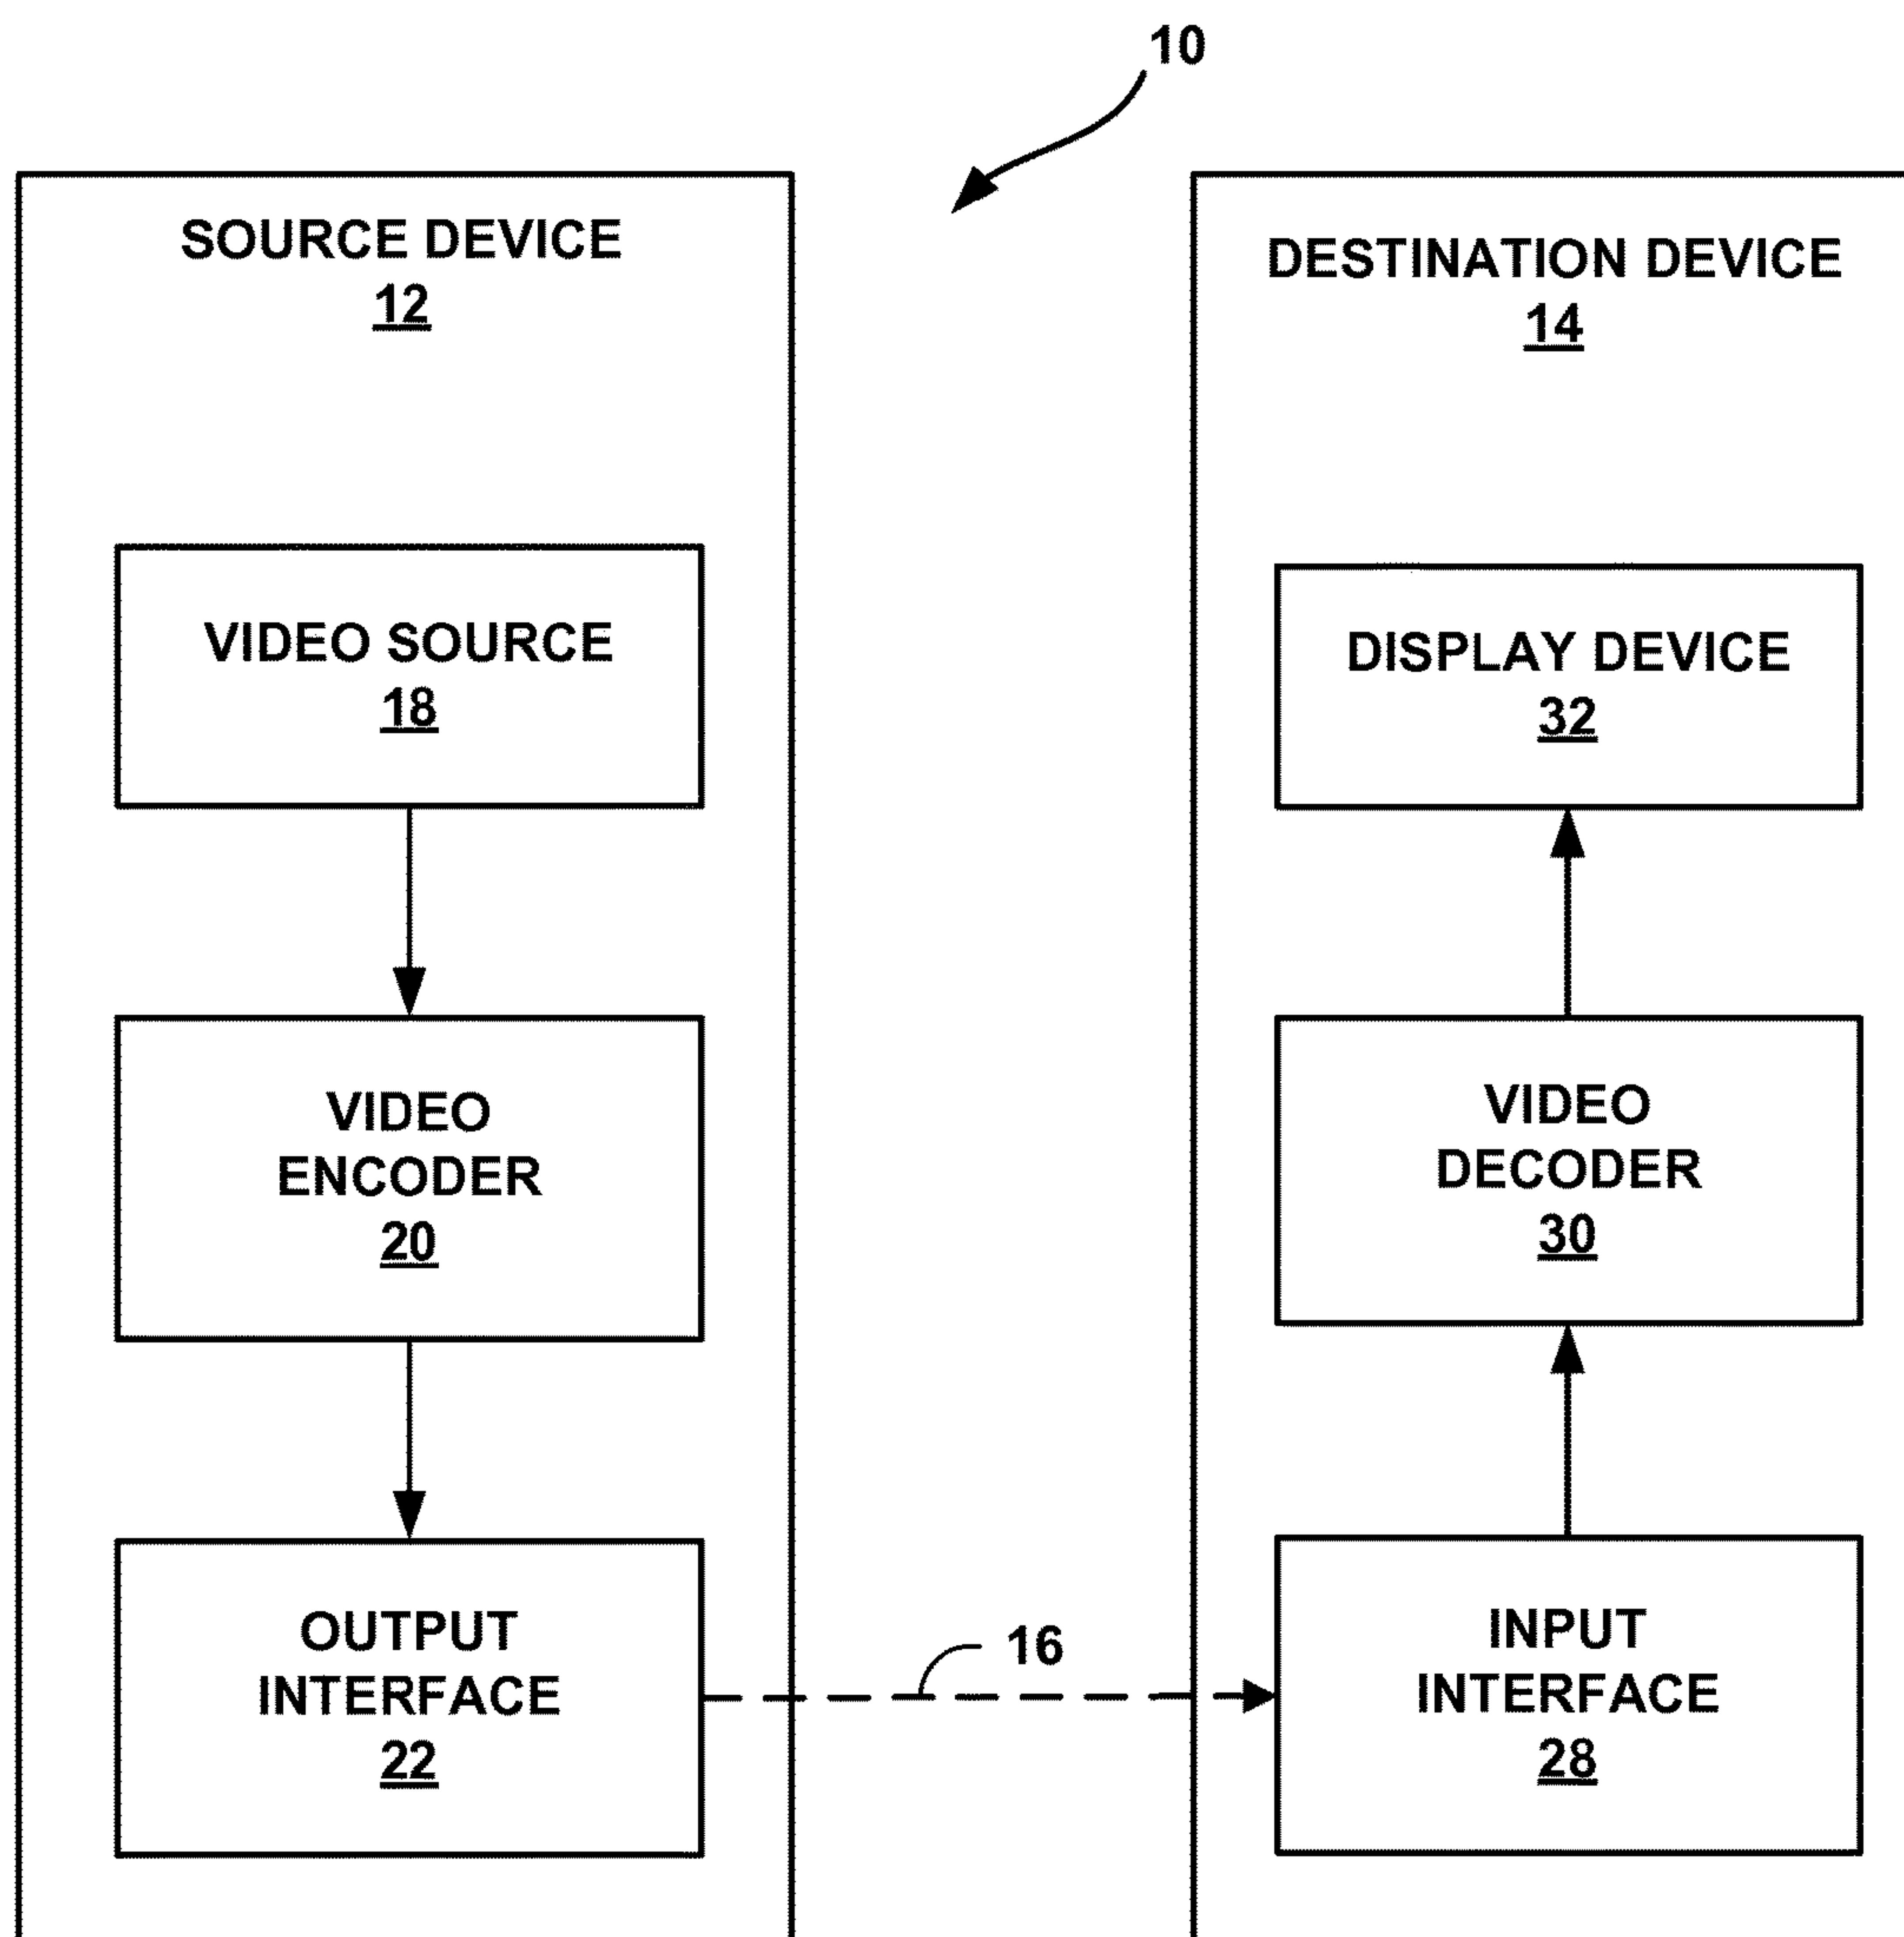 10
SOURCE DEVICE
12
VIDEO SOURCE
18
VIDEO
ENCODER
20
OUTPUT
INTERFACE
22
16
DESTINATION DEVICE
14
DISPLAY DEVICE
32
VIDEO
DECODER
30
INPUT
INTERFACE
28